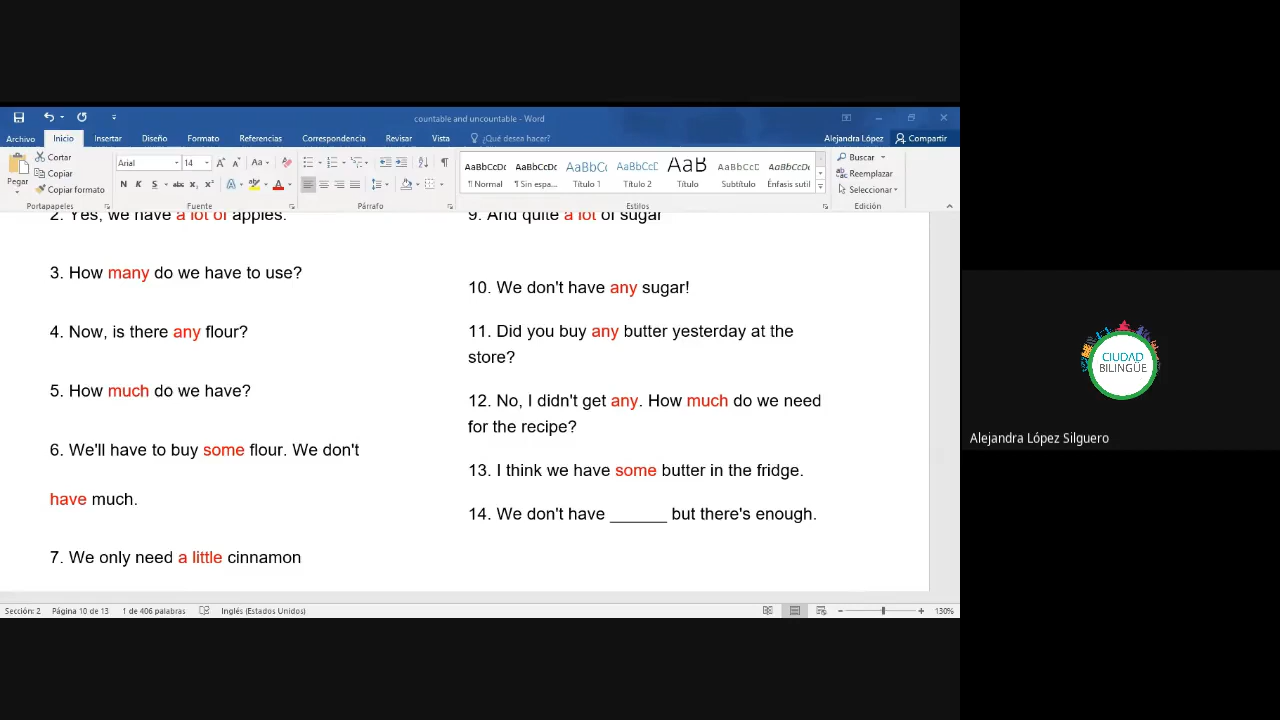 countable and uncountable - Word
Archivo Inicio Insertar Diseño Formato Referencias Correspondencia Revisar Vista ¿Qué desea hacer? Alejandra López Compartir
Pegar
Cortar
Copiar
Copiar formato
Portapapeles
Arial 14
N K S abc x₂ x²
Fuente
Párrafo
AaBbCcDc AaBbCcDc AaBbC AaBbCcD AaB AaBbCcD AaBbCcDc
¶ Normal ¶ Sin espa... Título 1 Título 2 Título Subtítulo Énfasis sutil
Estilos
Buscar
Reemplazar
Seleccionar
Edición
2. Yes, we have a lot of apples.
3. How many do we have to use?
4. Now, is there any flour?
5. How much do we have?
6. We'll have to buy some flour. We don't
have much.
7. We only need a little cinnamon
9. And quite a lot of sugar
10. We don't have any sugar!
11. Did you buy any butter yesterday at the
store?
12. No, I didn't get any. How much do we need
for the recipe?
13. I think we have some butter in the fridge.
14. We don't have ______ but there's enough.
Sección: 2 Página 10 de 13 1 de 406 palabras Inglés (Estados Unidos) 130%
CIUDAD
BILINGÜE
Alejandra López Silguero